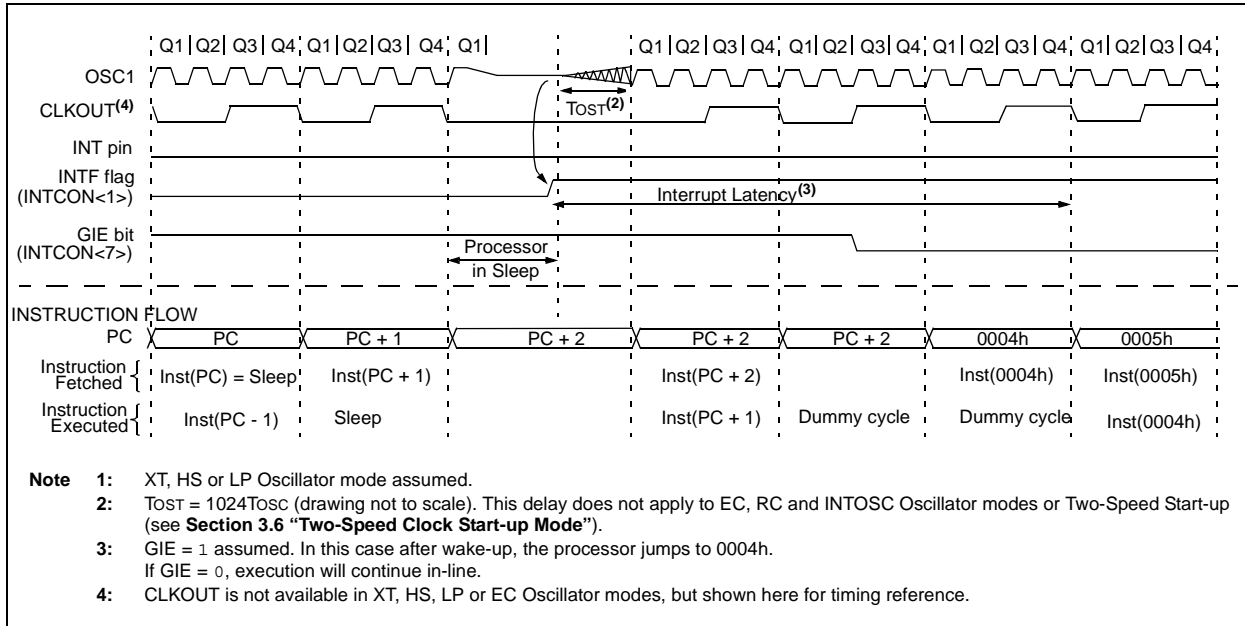 Q1 Q2 Q3 Q4 Q1 Q2 Q3 Q4 Q1 Q1 Q2 Q3 Q4 Q1 Q2 Q3 Q4 Q1 Q2 Q3 Q4 Q1 Q2 Q3 Q4
OSC1
CLKOUT(4)
TOST(2)
INT pin
INTF flag
(INTCON<1>)
Interrupt Latency(3)
GIE bit
(INTCON<7>)
Processor
in Sleep
INSTRUCTION FLOW
PC PC PC + 1 PC + 2 PC + 2 PC + 2 0004h 0005h
Instruction
Fetched
Inst(PC) = Sleep Inst(PC + 1) Inst(PC + 2) Inst(0004h) Inst(0005h)
Instruction
Executed
Inst(PC - 1) Sleep Inst(PC + 1) Dummy cycle Dummy cycle Inst(0004h)
Note 1: XT, HS or LP Oscillator mode assumed.
2: TOST = 1024TOSC (drawing not to scale). This delay does not apply to EC, RC and INTOSC Oscillator modes or Two-Speed Start-up
(see Section 3.6 “Two-Speed Clock Start-up Mode”).
3: GIE = 1 assumed. In this case after wake-up, the processor jumps to 0004h.
If GIE = 0, execution will continue in-line.
4: CLKOUT is not available in XT, HS, LP or EC Oscillator modes, but shown here for timing reference.